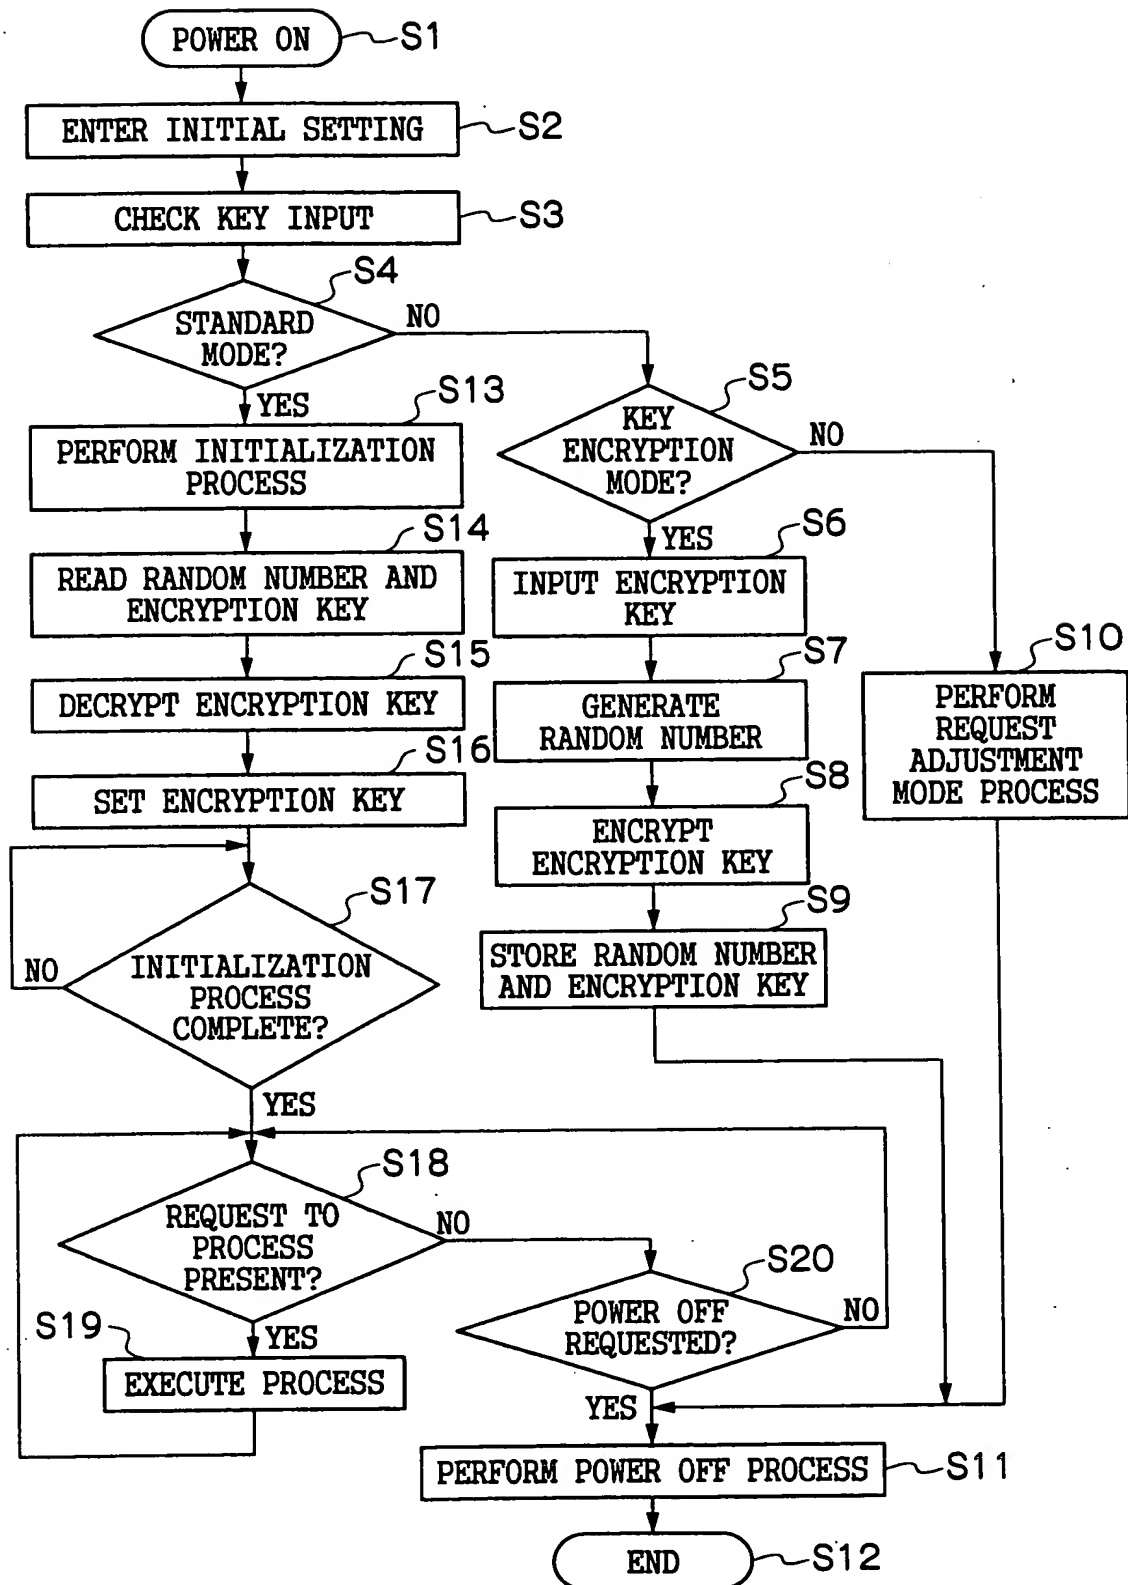 POWER ON
S1
ENTER INITIAL SETTING
S2
CHECK KEY INPUT
S3
S4
STANDARD
MODE?
NO
YES
S13
PERFORM INITIALIZATION
PROCESS
S14
READ RANDOM NUMBER AND
ENCRYPTION KEY
S15
DECRYPT ENCRYPTION KEY
S16
SET ENCRYPTION KEY
S17
INITIALIZATION
PROCESS
COMPLETE?
NO
YES
S5
KEY
ENCRYPTION
MODE?
NO
YES
S6
INPUT ENCRYPTION
KEY
S7
GENERATE
RANDOM NUMBER
S8
ENCRYPT
ENCRYPTION KEY
S9
STORE RANDOM NUMBER
AND ENCRYPTION KEY
S10
PERFORM
REQUEST
ADJUSTMENT
MODE PROCESS
S18
REQUEST TO
PROCESS
PRESENT?
NO
YES
S19
EXECUTE PROCESS
S20
POWER OFF
REQUESTED?
NO
YES
PERFORM POWER OFF PROCESS
S11
END
S12